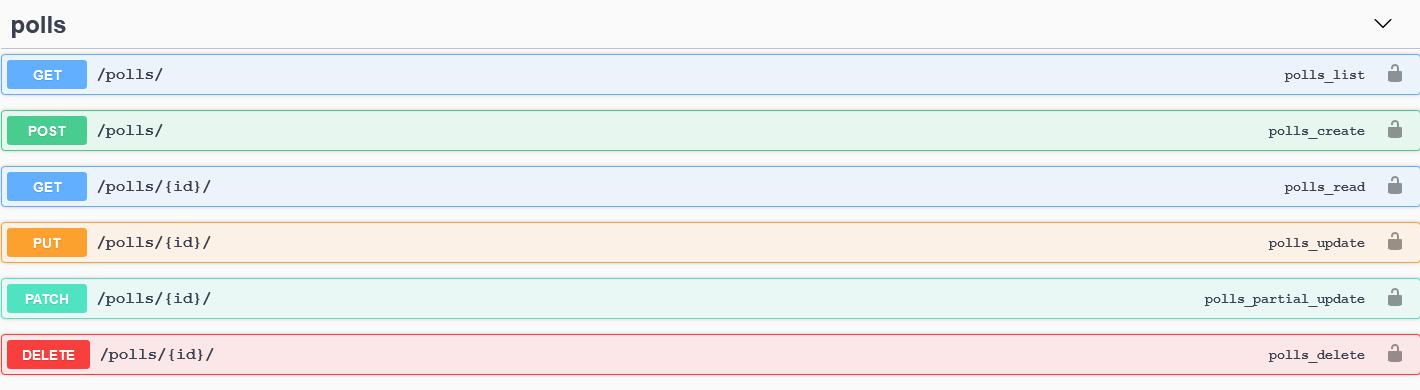 polls
GET /polls/ polls_list
POST /polls/ polls_create
GET /polls/{id}/ polls_read
PUT /polls/{id}/ polls_update
PATCH /polls/{id}/ polls_partial_update
DELETE /polls/{id}/ polls_delete